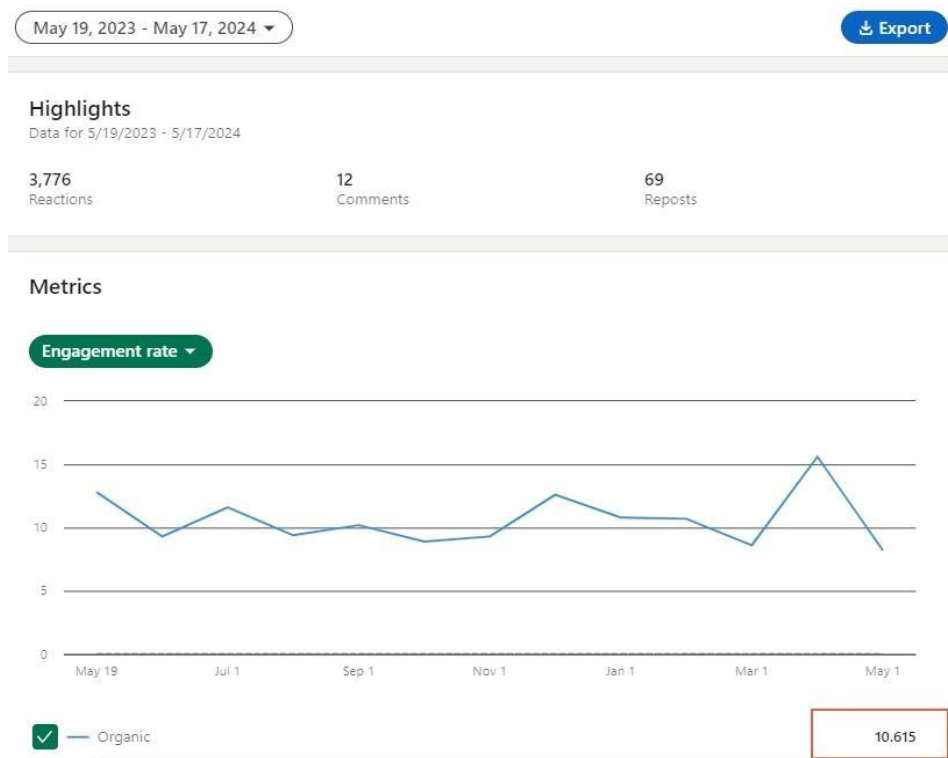 May 19, 2023 - May 17, 2024
Export
Highlights
Data for 5/19/2023 - 5/17/2024
3,776 12 69
Reactions Comments Reposts
Metrics
Engagement rate
20
15
10
5
0
May 19 Jul 1 Sep 1 Nov 1 Jan 1 Mar 1 May 1
Organic 10.615